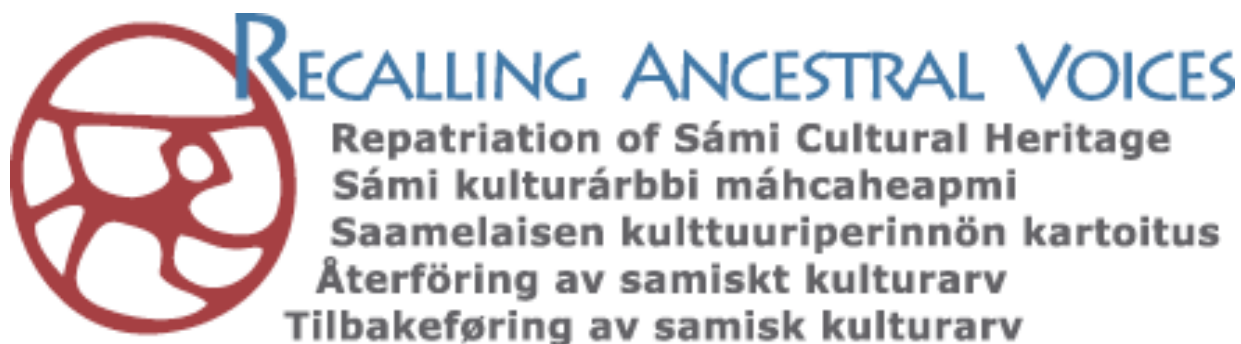 RECALLING ANCESTRAL VOICES
Repatriation of Sámi Cultural Heritage
Sámi kulturárbbi máhcaheapmi
Saamelaisen kulttuuriperinnön kartoitus
Återföring av samiskt kulturarv
Tilbakeføring av samisk kulturarv